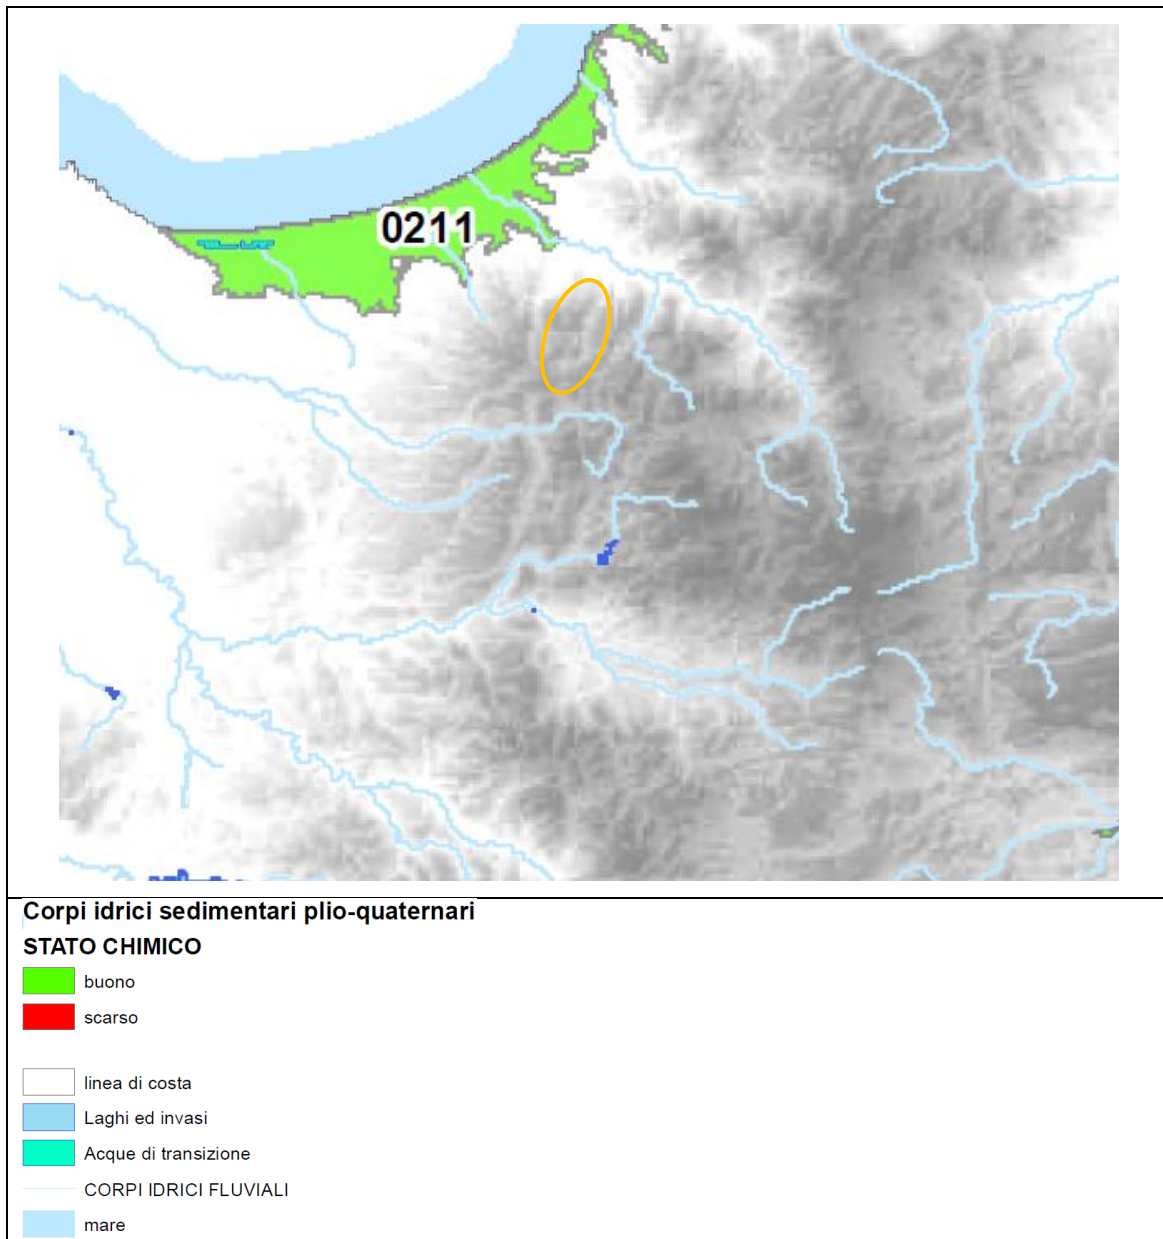 0211
Corpi idrici sedimentari plio-quaternari
STATO CHIMICO
buono
scarso
linea di costa
Laghi ed invasi
Acque di transizione
CORPI IDRICI FLUVIALI
mare